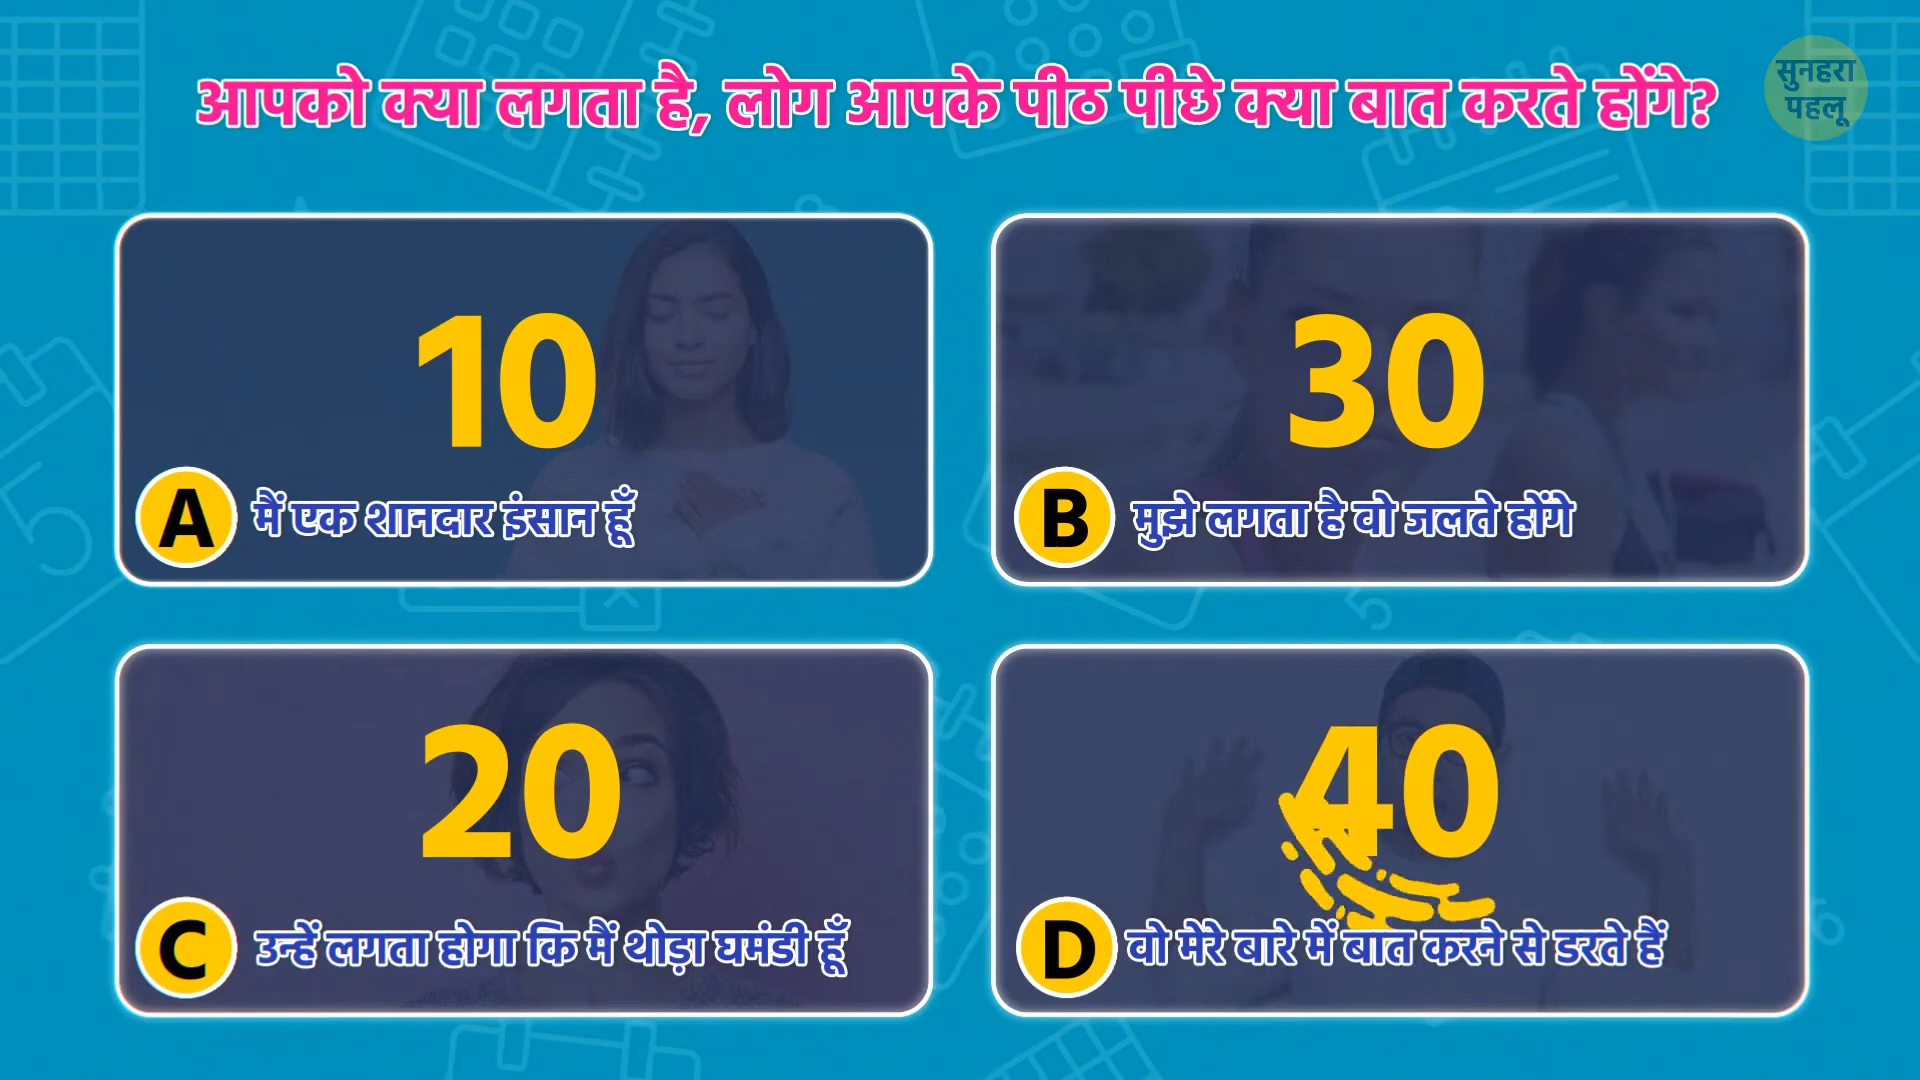 आपको क्या लगता है, लोग आपके पीठ पीछे क्या बात करते होंगे?
सुनहरा
पहलू
10
A मैं एक शानदार इंसान हूँ
30
B मुझे लगता है वो जलते होंगे
20
C उन्हें लगता होगा कि मैं थोड़ा घमंडी हूँ
40
D वो मेरे बारे में बात करने से डरते हैं